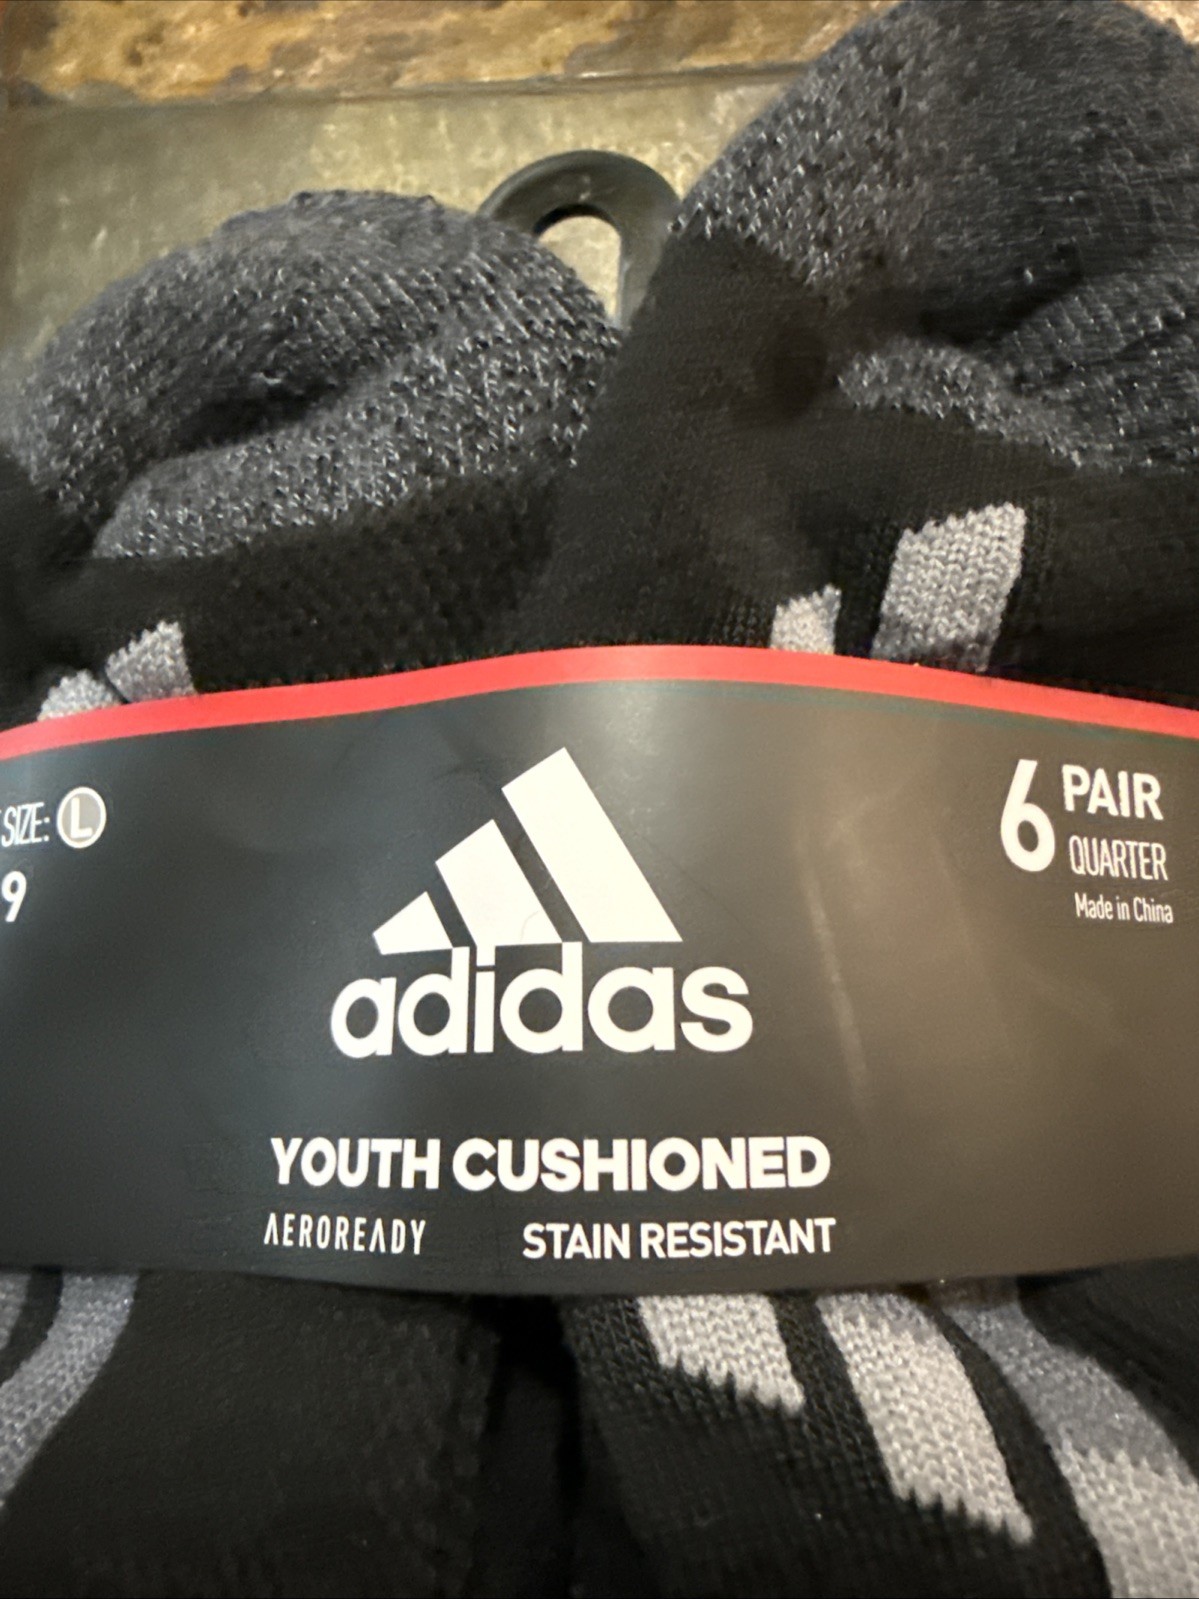 SIZE: L
9
6 PAIR
QUARTER
Made in China
adidas
YOUTH CUSHIONED
AEROREADY STAIN RESISTANT